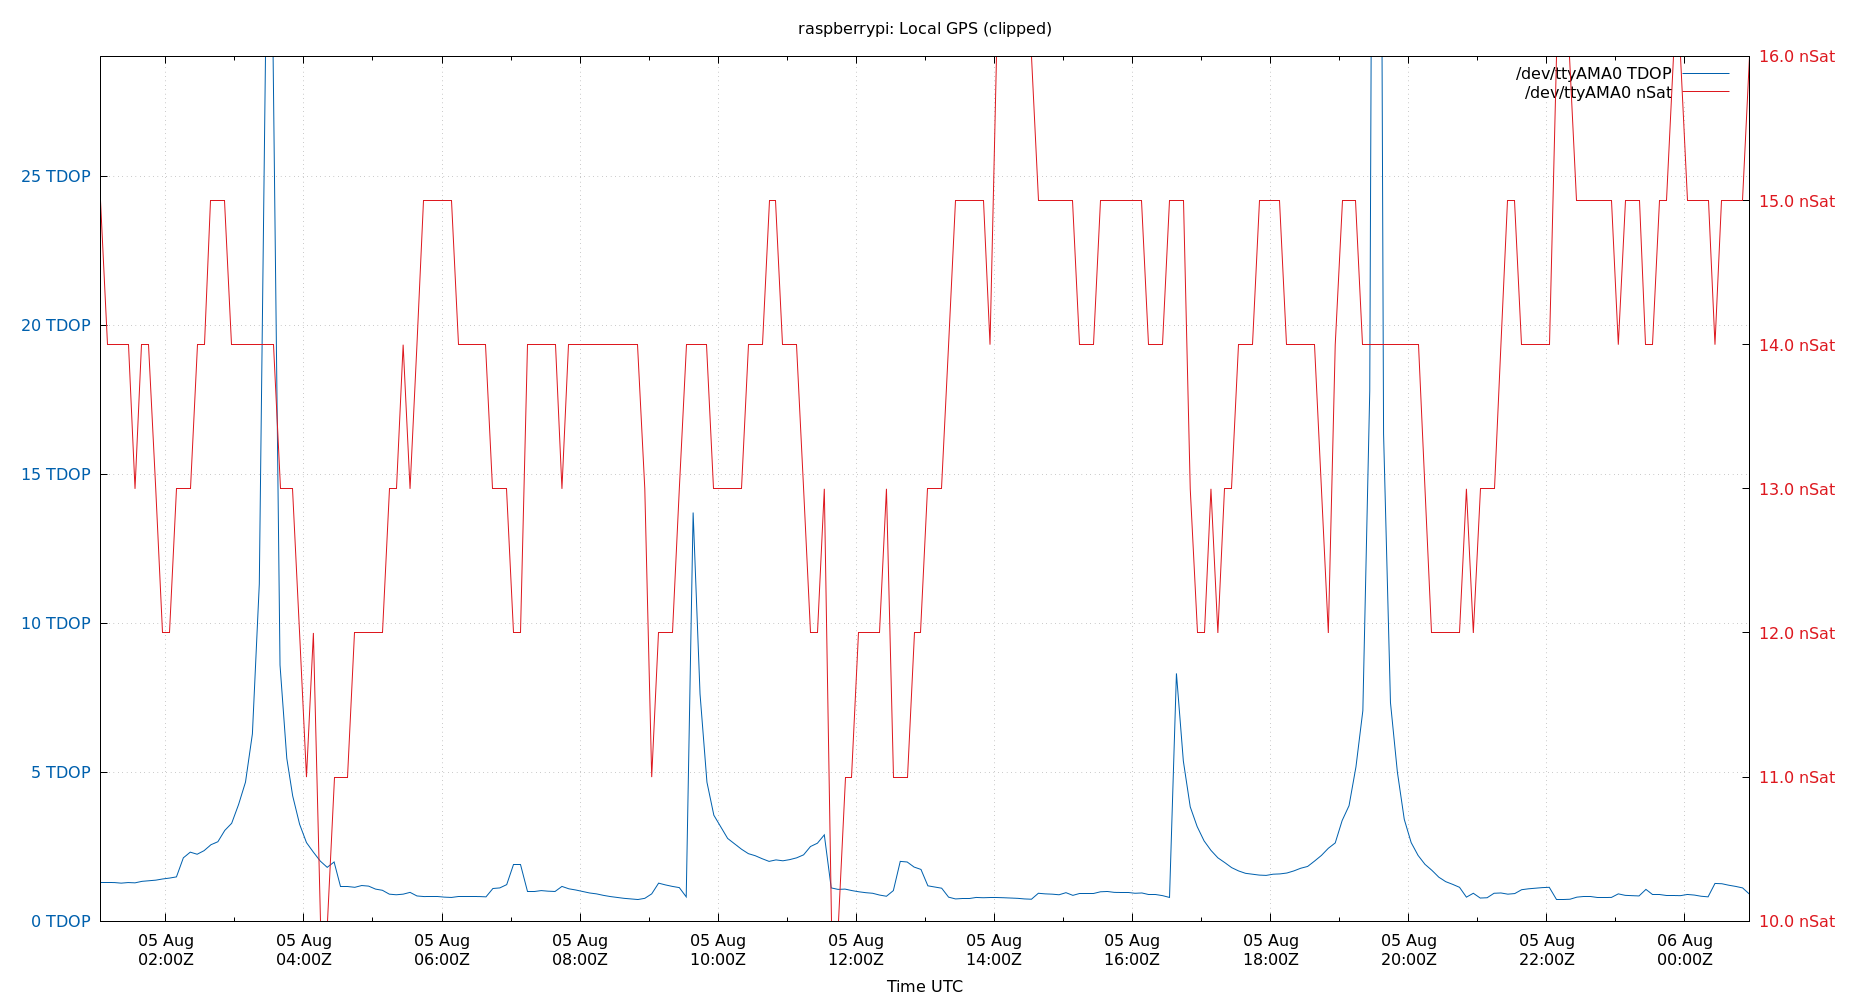 raspberrypi: Local GPS (clipped)
16.0 nSat
/dev/ttyAMA0 TDOP
/dev/ttyAMA0 nSat
25 TDOP
15.0 nSat
20 TDOP
14.0 nSat
15 TDOP
13.0 nSat
10 TDOP
12.0 nSat
5 TDOP
11.0 nSat
0 TDOP
10.0 nSat
05 Aug 05 Aug 05 Aug 05 Aug 05 Aug 05 Aug 05 Aug 05 Aug 05 Aug 05 Aug 05 Aug 06 Aug
02:00Z 04:00Z 06:00Z 08:00Z 10:00Z 12:00Z 14:00Z 16:00Z 18:00Z 20:00Z 22:00Z 00:00Z
Time UTC